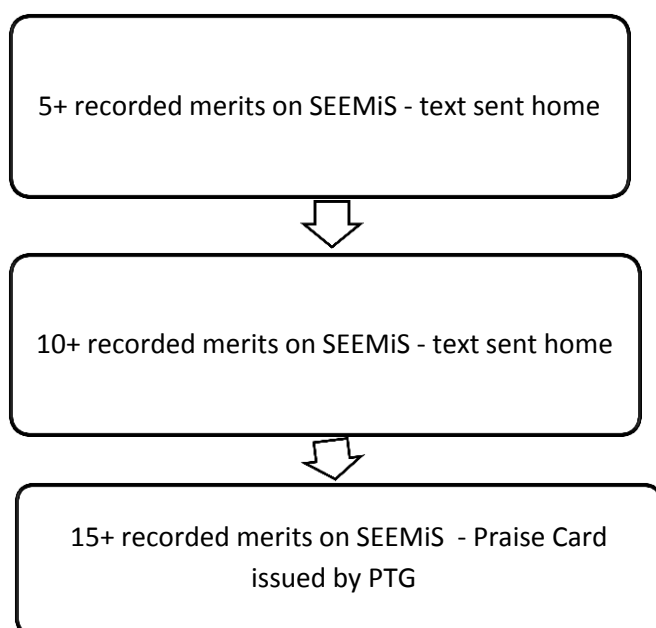 5+ recorded merits on SEEMiS - text sent home
10+ recorded merits on SEEMiS - text sent home
15+ recorded merits on SEEMiS  - Praise Card
issued by PTG